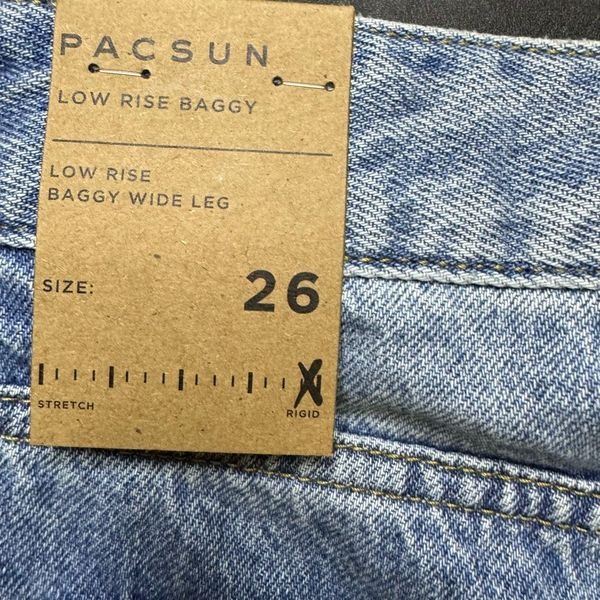 PACSUN
LOW RISE BAGGY
LOW RISE
BAGGY WIDE LEG
SIZE: 26
STRETCH RIGID